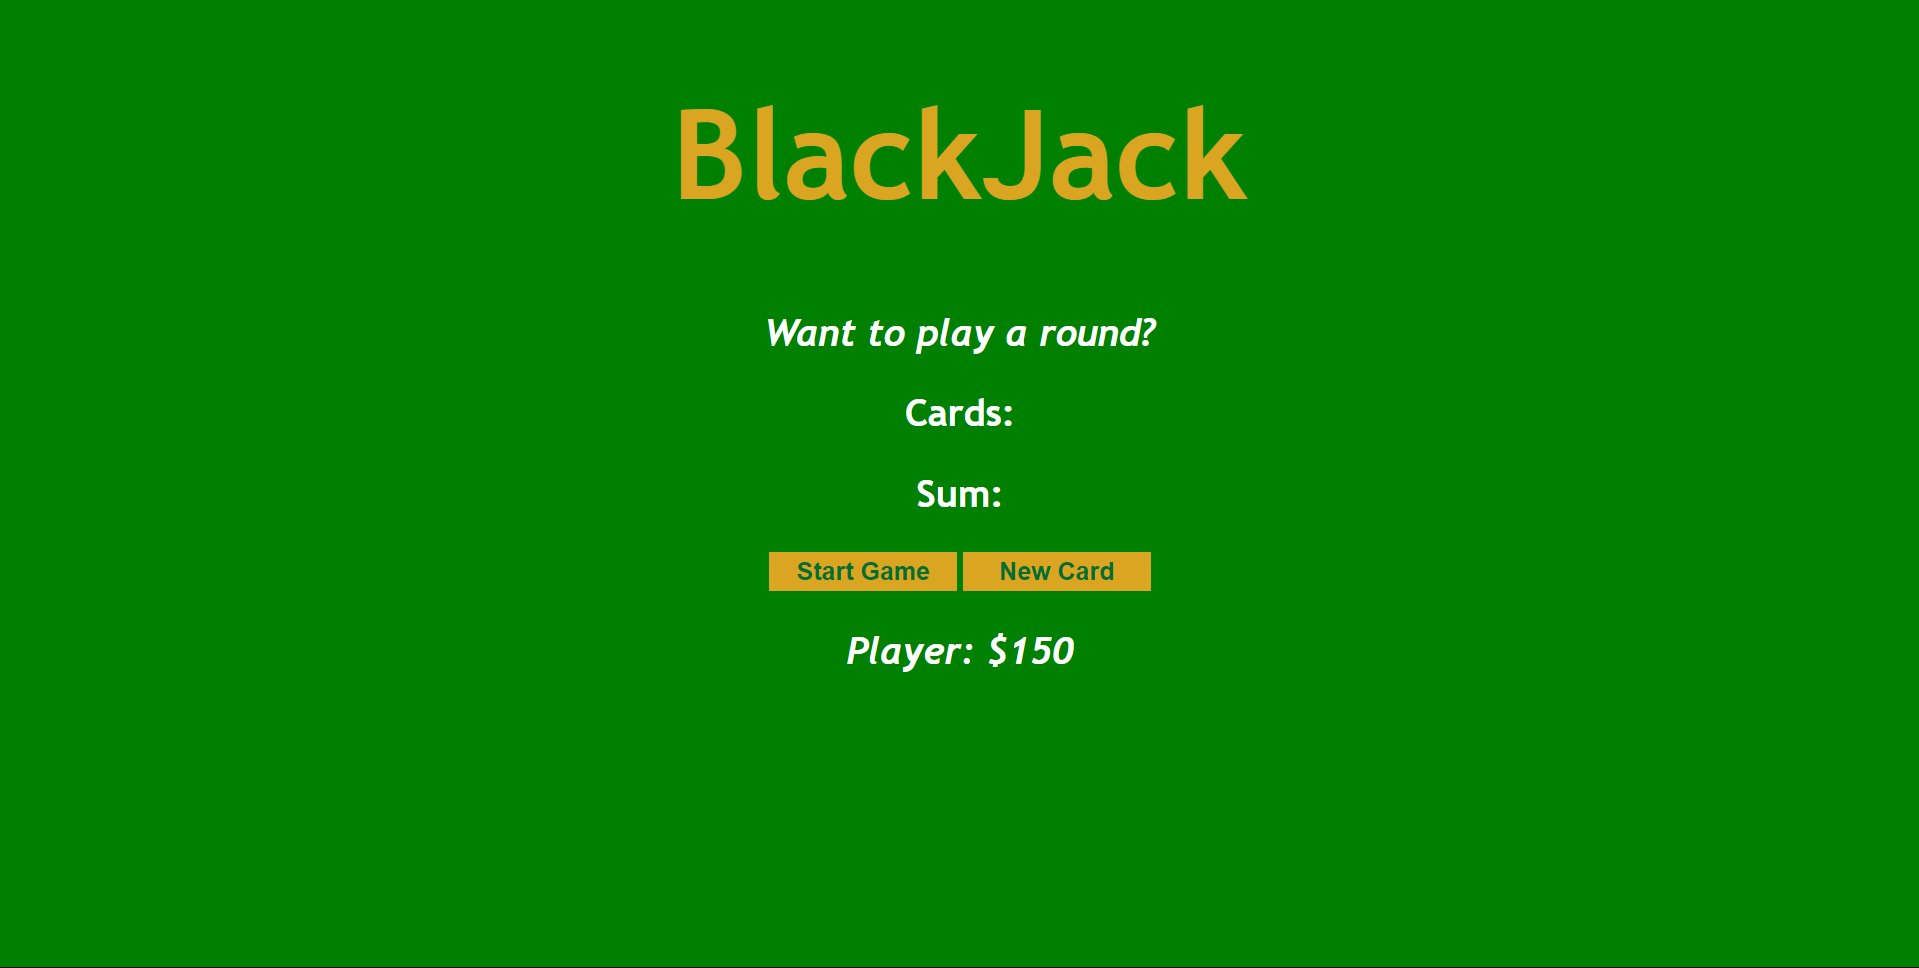 BlackJack
Want to play a round?
Cards:
Sum:
Start Game New Card
Player: $150